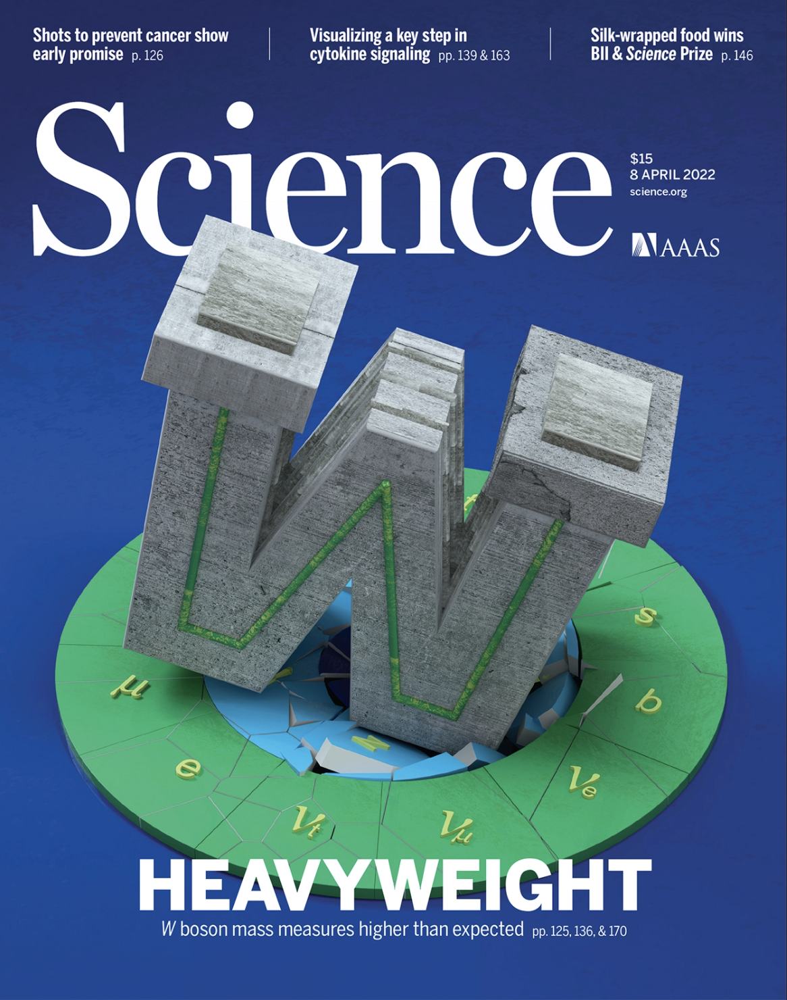 Shots to prevent cancer show
early promise p. 126
Visualizing a key step in
cytokine signaling pp. 139 & 163
Silk-wrapped food wins
BII & Science Prize p. 146
Science
$15
8 APRIL 2022
science.org
AAAS
W
t
s
μ
b
e
νe
ντ
νμ
HEAVYWEIGHT
W boson mass measures higher than expected pp. 125, 136, & 170